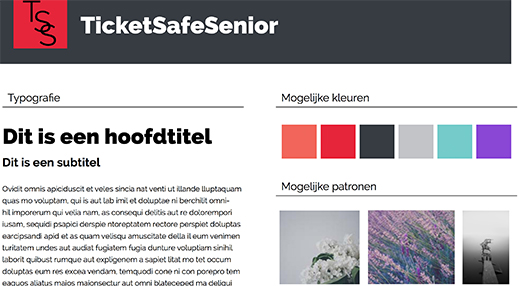 TSS
TicketSafeSenior
Typografie
Dit is een hoofdtitel
Dit is een subtitel
Ovidit omnis apiciduscit et veles sincia nat venti ut illande lluptaquam
quas mo voluptam, qui is aut lab imil et doluptae ni berchilit omni-
hil imporerum qui velia nam, as consequi delitis aut re dolorempori
iusam, sequidi psapici derspie ntoreptatem rectore perspiet doluptas
earcipsandi apid et as quam velisqu amuscitate della il eum venimen
turitatem undes aut audiat fugiatem fugia dunture voluptiam sinihil
laborit quibust rumque aut expligenem a sapiet litat mo tet occum
doluptas eum res excea vendam, temquodi cone ni con porepro tem
eaquos aliatus maios maionsectur aut omni blateceped ma deliqui
Mogelijke kleuren
Mogelijke patronen